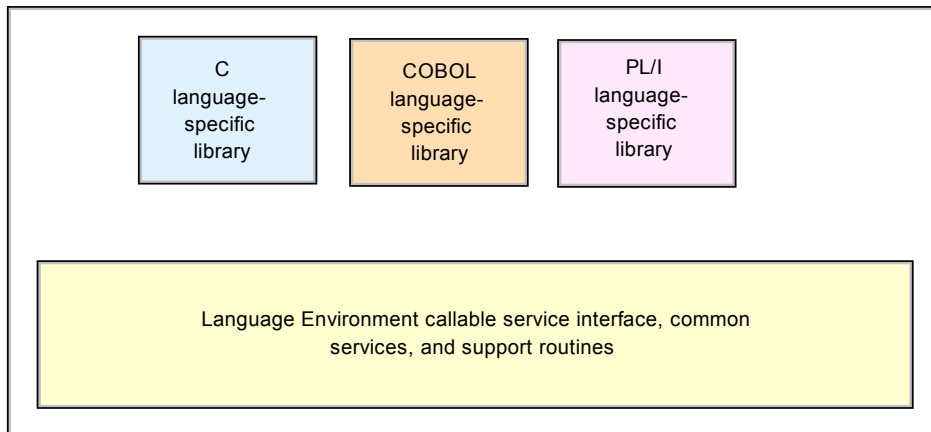 C
language-
specific
library
COBOL
language-
specific
library
PL/I
language-
specific
library
Language Environment callable service interface, common
services, and support routines